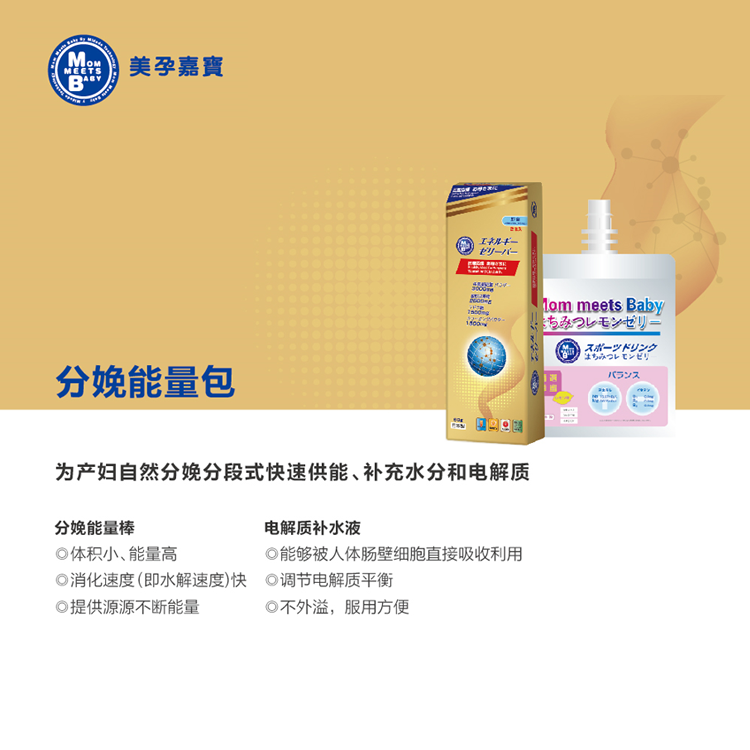 MOM
MEETS
BABY
美孕嘉寶
エネルギー
ゼリーバー
Mom meets Baby
はちみつレモンゼリー
スポーツドリンク
はちみつレモンゼリー
バランス
分娩能量包
为产妇自然分娩分段式快速供能、补充水分和电解质
分娩能量棒
◎体积小、能量高
◎消化速度(即水解速度)快
◎提供源源不断能量
电解质补水液
◎能够被人体肠壁细胞直接吸收利用
◎调节电解质平衡
◎不外溢，服用方便